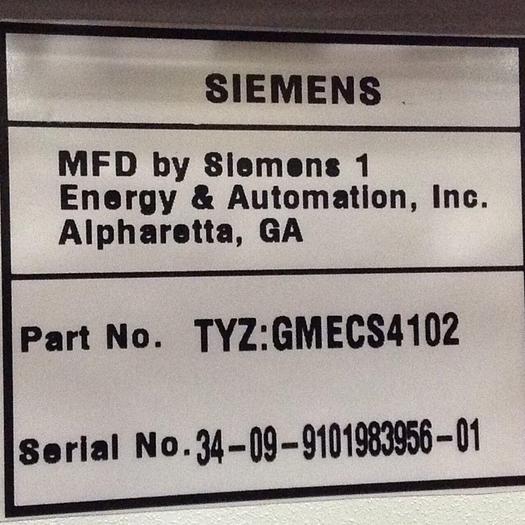 SIEMENS
MFD by Siemens 1
Energy & Automation, Inc.
Alpharetta, GA
Part No. TYZ:GMECS4102
Serial No. 34-09-9101983956-01